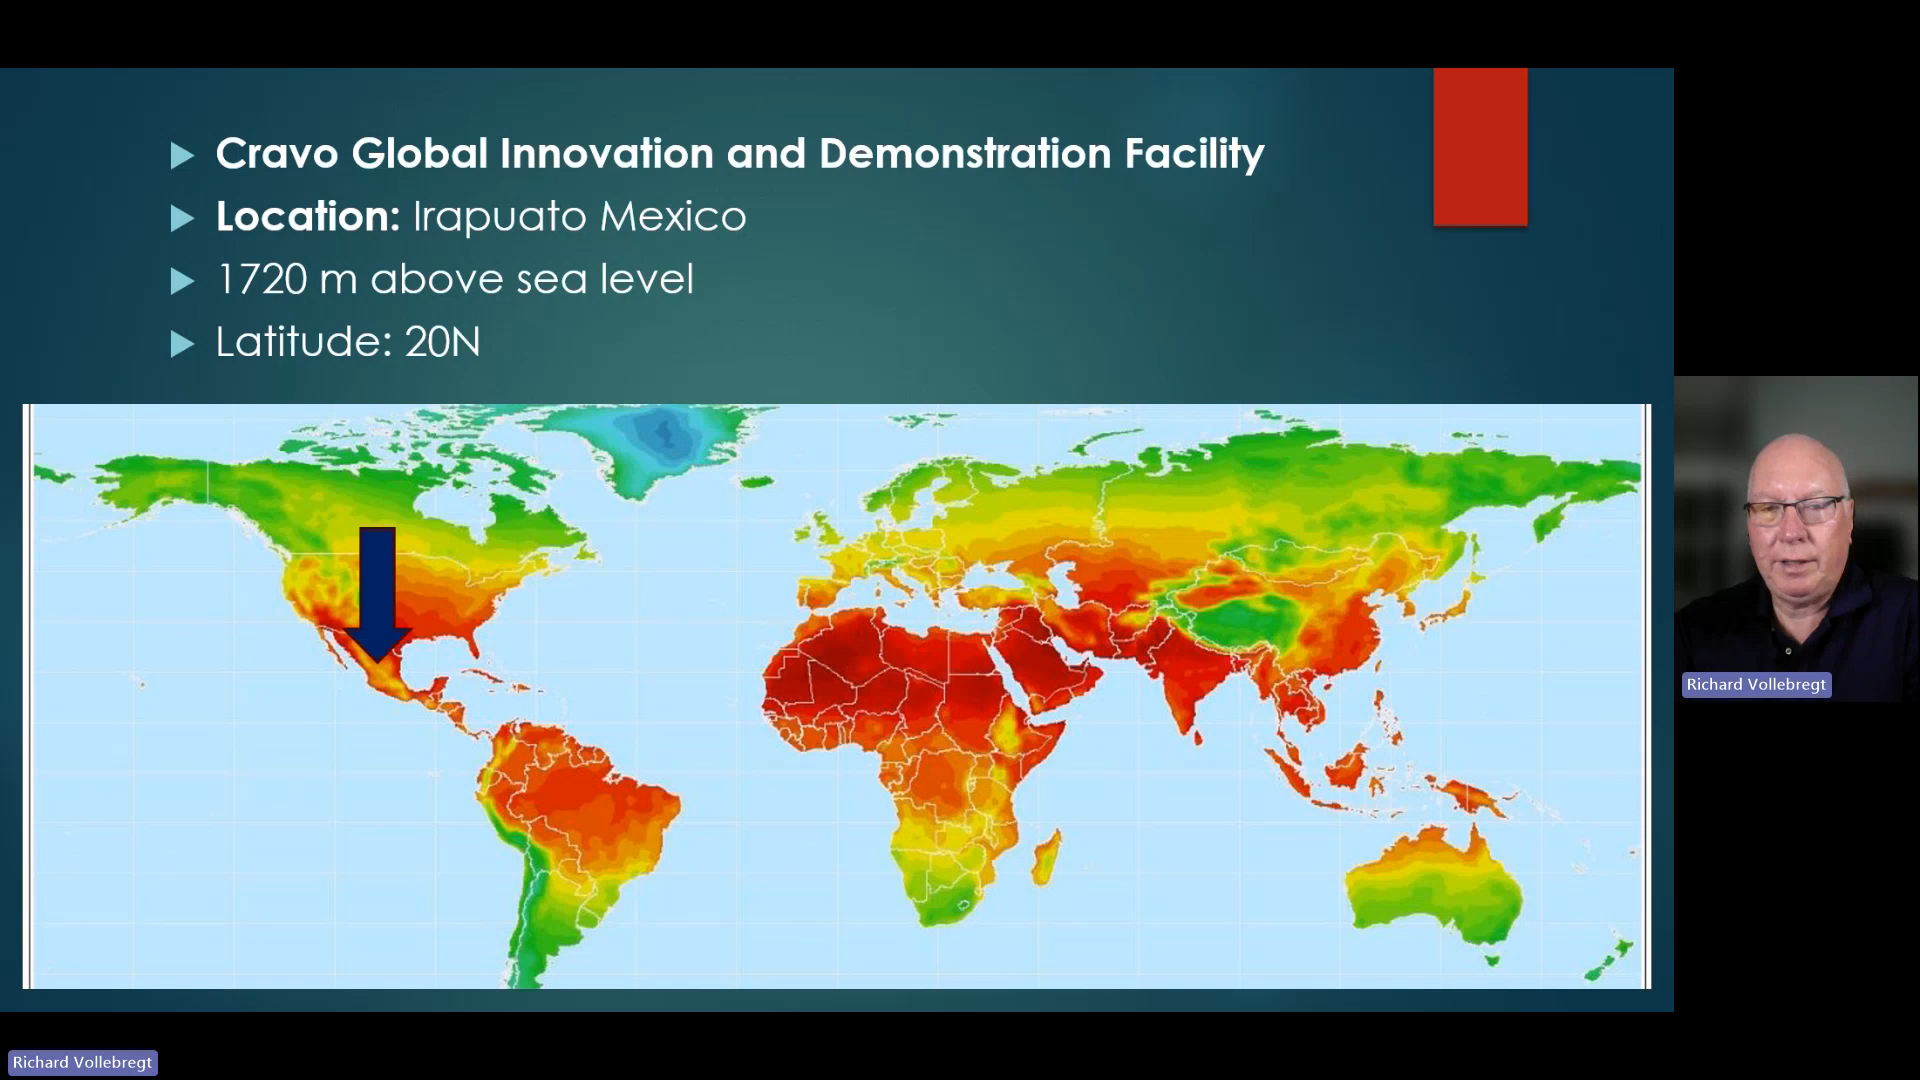 Cravo Global Innovation and Demonstration Facility
Location: Irapuato Mexico
1720 m above sea level
Latitude: 20N
Richard Vollebregt
Richard Vollebregt